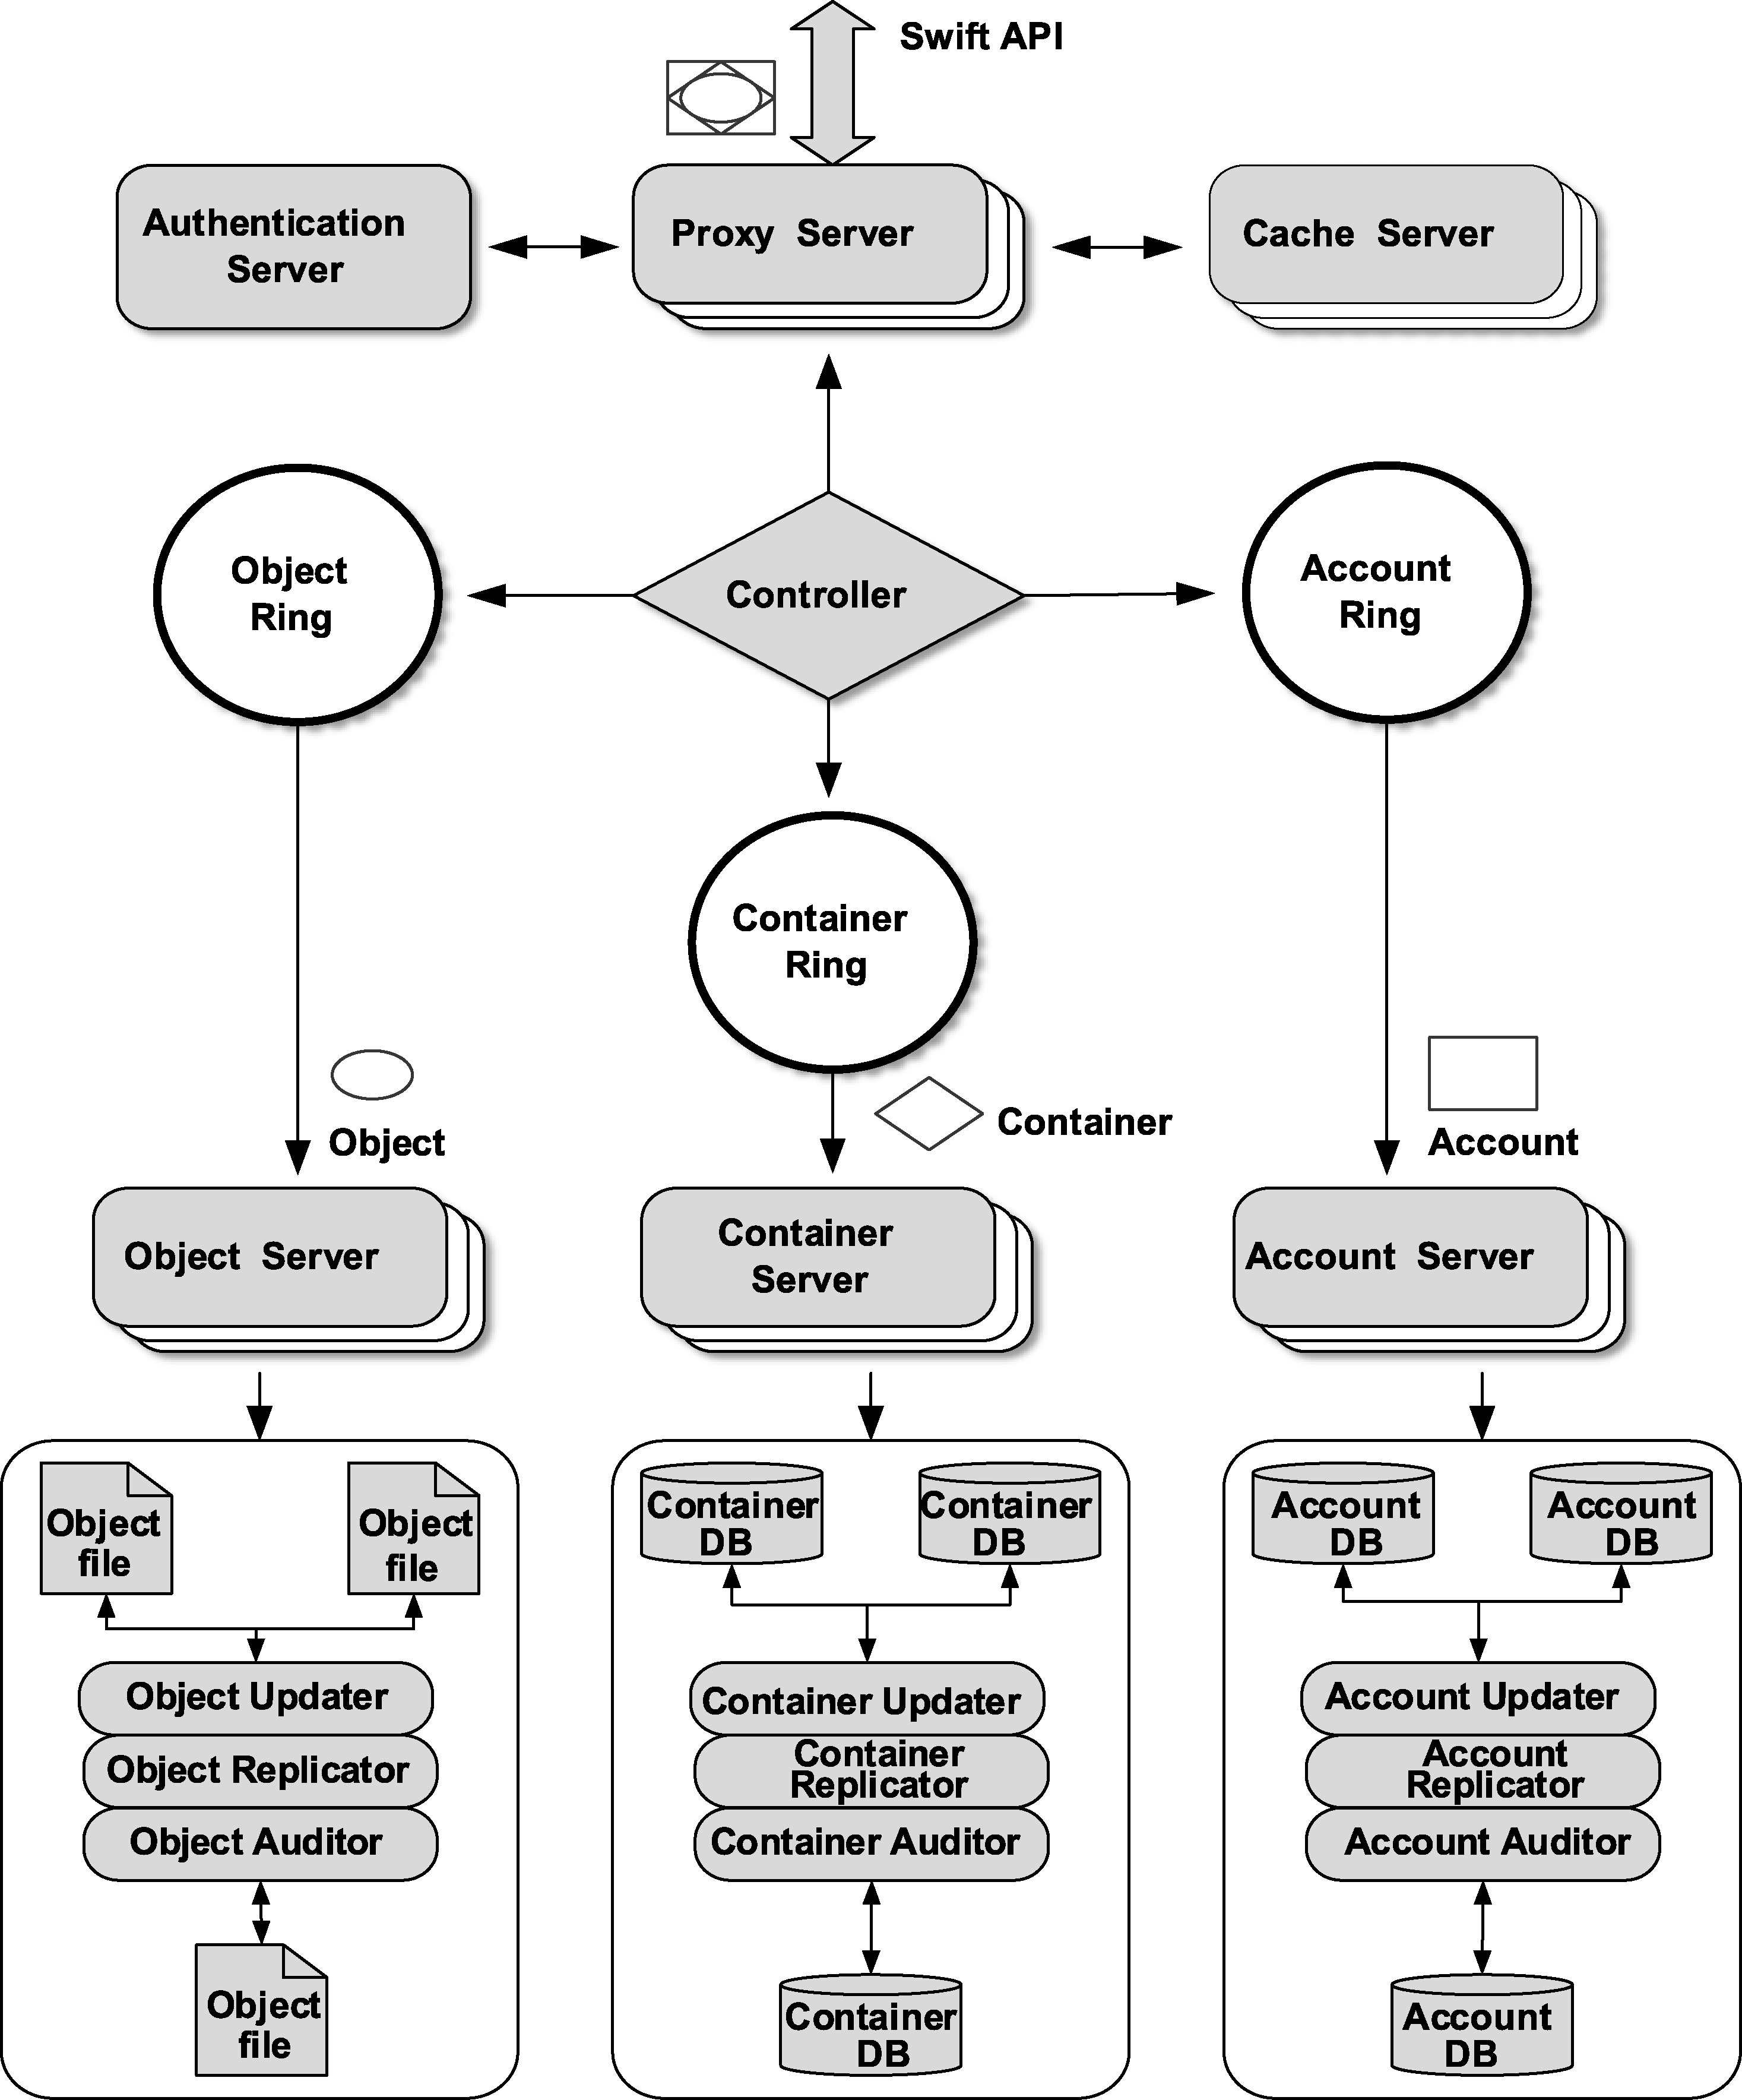 Swift API
Authentication
Server
Proxy Server
Cache Server
Object
Ring
Controller
Account
Ring
Container
Ring
Object
Container
Account
Object Server
Container
Server
Account Server
Object
file
Object
file
Container
DB
Container
DB
Account
DB
Account
DB
Object Updater
Object Replicator
Object Auditor
Container Updater
Container
Replicator
Container Auditor
Account Updater
Account
Replicator
Account Auditor
Object
file
Container
DB
Account
DB